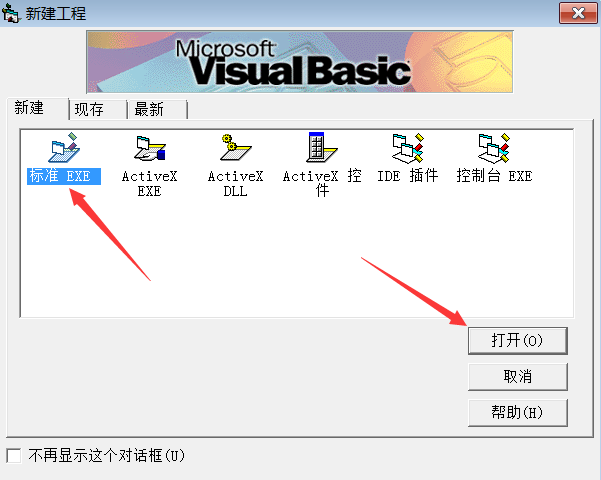 新建工程
Microsoft
Visual Basic
新建
现存
最新
标准 EXE
ActiveX EXE
ActiveX DLL
ActiveX 控件
IDE 插件
控制台 EXE
打开(O)
取消
帮助(H)
不再显示这个对话框(U)